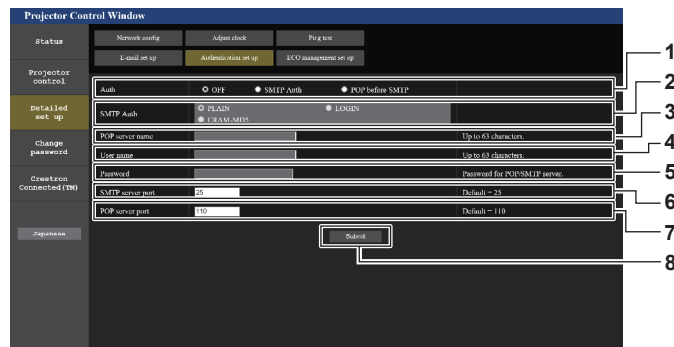 Projector Control Window
Status
Network config
Adjust clock
Ping test
E-mail set up
Authentication set up
ECO management set up
Projector
control
Detailed
set up
Change
password
Crestron
Connected(TM)
Japanese
Auth
OFF
SMTP Auth
POP before SMTP
SMTP Auth
PLAIN
LOGIN
CRAM-MD5
POP server name
Up to 63 characters.
User name
Up to 63 characters.
Password
Password for POP/SMTP server.
SMTP server port
25
Default = 25
POP server port
110
Default = 110
Submit
1
2
3
4
5
6
7
8